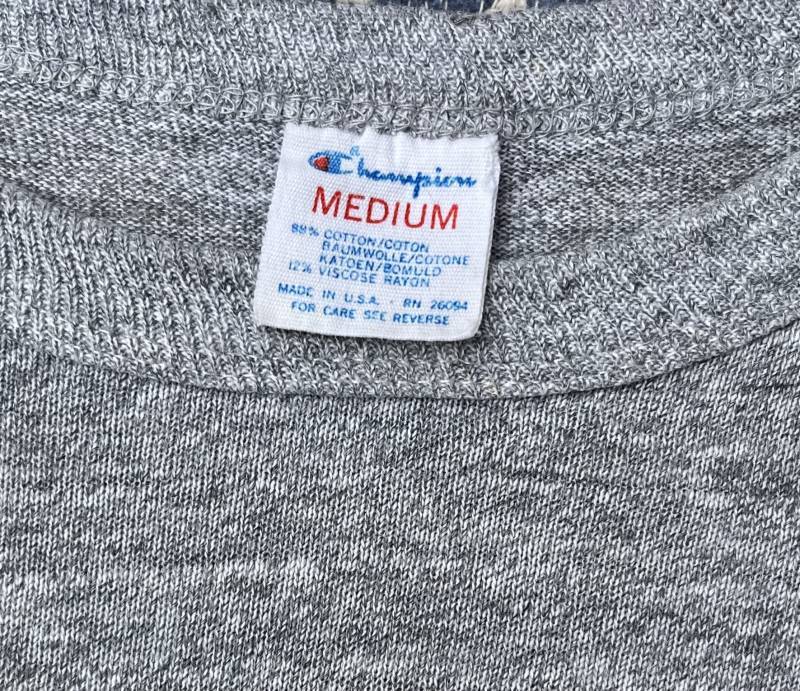 Champion
MEDIUM
88% COTTON/COTON
BAUMWOLLE/COTONE
KATOEN/BOMULD
12% VISCOSE RAYON
MADE IN U.S.A. · RN 26094
FOR CARE SEE REVERSE